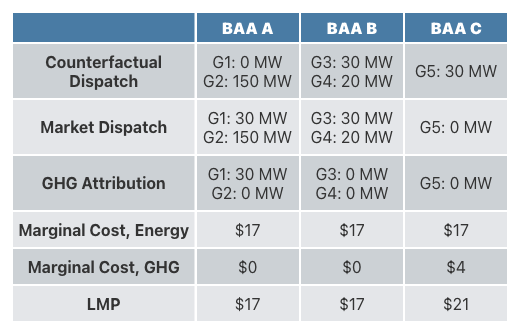 BAA A BAA B BAA C
Counterfactual Dispatch G1: 0 MW G2: 150 MW G3: 30 MW G4: 20 MW G5: 30 MW
Market Dispatch G1: 30 MW G2: 150 MW G3: 30 MW G4: 20 MW G5: 0 MW
GHG Attribution G1: 30 MW G2: 0 MW G3: 0 MW G4: 0 MW G5: 0 MW
Marginal Cost, Energy $17 $17 $17
Marginal Cost, GHG $0 $0 $4
LMP $17 $17 $21